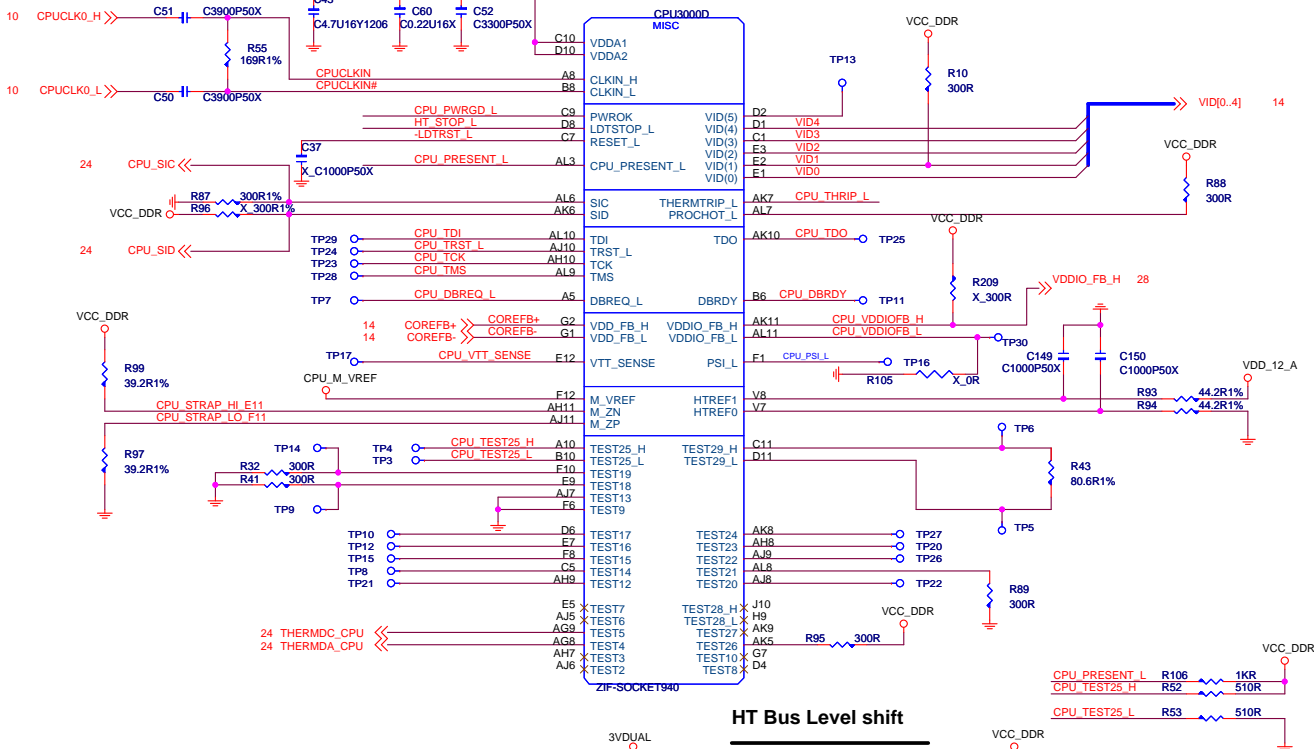 10 CPUCLK0_H
C51 C3900P50X
R55
169R1%
10 CPUCLK0_L
C50 C3900P50X
C4.7U16Y1206
C60
C0.22U16X
C52
C3300P50X
CPUCLKIN
CPUCLKIN#
CPU3000D
MISC
C10 VDDA1
D10 VDDA2
A8 CLKIN_H
B8 CLKIN_L
CPU_PWRGD_L C9 PWROK
HT_STOP_L D8 LDTSTOP_L
-LDTRST_L C7 RESET_L
C37
X_C1000P50X
CPU_PRESENT_L AL3 CPU_PRESENT_L
VID(5) D2
VID(4) D1 VID4
VID(3) C1 VID3
VID(2) E3 VID2
VID(1) E2 VID1
VID(0) E1 VID0
TP13
VCC_DDR
R10
300R
VID[0..4] 14
VCC_DDR
R88
300R
24 CPU_SIC
R87 300R1%
VCC_DDR R96 X_300R1%
24 CPU_SID
AL6 SIC
AK6 SID
THERMTRIP_L AK7 CPU_THRIP_L
PROCHOT_L AL7
TP29 CPU_TDI AL10 TDI
TP24 CPU_TRST_L AJ10 TRST_L
TP23 CPU_TCK AH10 TCK
TP28 CPU_TMS AL9 TMS
TDO AK10 CPU_TDO TP25
TP7 CPU_DBREQ_L A5 DBREQ_L
DBRDY B6 CPU_DBRDY TP11
VCC_DDR
R209
X_300R
VDDIO_FB_H 28
14 COREFB+ COREFB+ G2 VDD_FB_H
14 COREFB- COREFB- G1 VDD_FB_L
VDDIO_FB_H AK11 CPU_VDDIOFB_H
VDDIO_FB_L AL11 CPU_VDDIOFB_L
TP30
TP17 CPU_VTT_SENSE E12 VTT_SENSE
PSI_L F1 CPU_PSI_L TP16
R105 X_0R
C149
C1000P50X
C150
C1000P50X
VCC_DDR
R99
39.2R1%
CPU_M_VREF
CPU_STRAP_HI_E11
CPU_STRAP_LO_F11
F12 M_VREF
AH11 M_ZN
AJ11 M_ZP
HTREF1 V8
HTREF0 V7
VDD_12_A
R93 44.2R1%
R94 44.2R1%
R97
39.2R1%
TP14
TP4 CPU_TEST25_H A10 TEST25_H
TP3 CPU_TEST25_L B10 TEST25_L
R32 300R F10 TEST19
R41 300R E9 TEST18
TP9
AJ7 TEST13
F6 TEST9
TEST29_H C11
TEST29_L D11
TP6
R43
80.6R1%
TP5
TP10 D6 TEST17
TP12 E7 TEST16
TP15 F8 TEST15
TP8 C5 TEST14
TP21 AH9 TEST12
TEST24 AK8 TP27
TEST23 AH8 TP20
TEST22 AJ9 TP26
TEST21 AL8
TEST20 AJ8 TP22
R89
300R
E5 TEST7
AJ5 TEST6
24 THERMDC_CPU AG9 TEST5
24 THERMDA_CPU AG8 TEST4
AH7 TEST3
AJ6 TEST2
TEST28_H J10
TEST28_L H9
TEST27 AK9
TEST26 AK5
TEST10 G7
TEST8 D4
R95 300R
VCC_DDR
ZIF-SOCKET940
VCC_DDR
CPU_PRESENT_L R106 1KR
CPU_TEST25_H R52 510R
CPU_TEST25_L R53 510R
HT Bus Level shift
3VDUAL
VCC_DDR